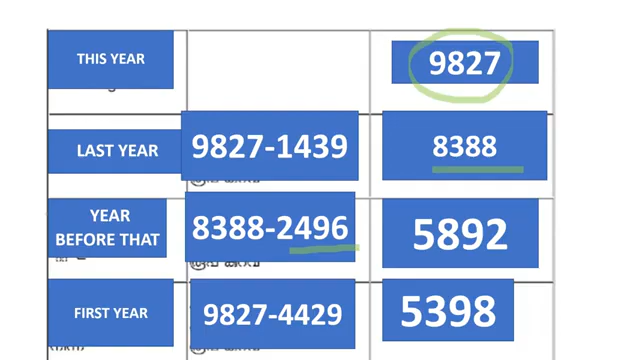 THIS YEAR
9827
LAST YEAR
9827-1439
8388
YEAR
BEFORE THAT
8388-2496
5892
FIRST YEAR
9827-4429
5398